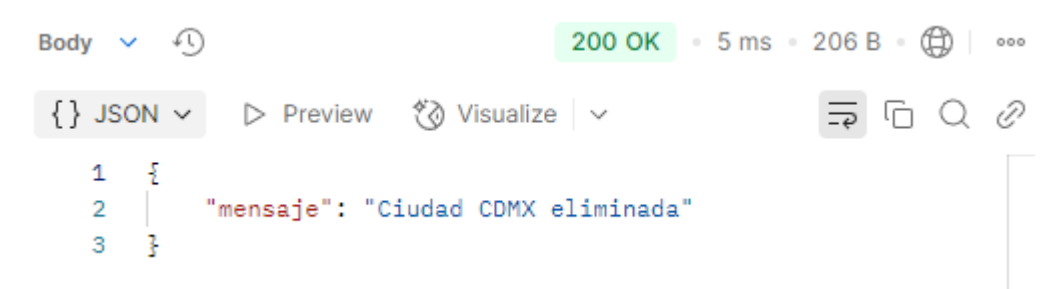 Body
200 OK • 5 ms • 206 B •
{} JSON Preview Visualize
1 {
2 "mensaje": "Ciudad CDMX eliminada"
3 }